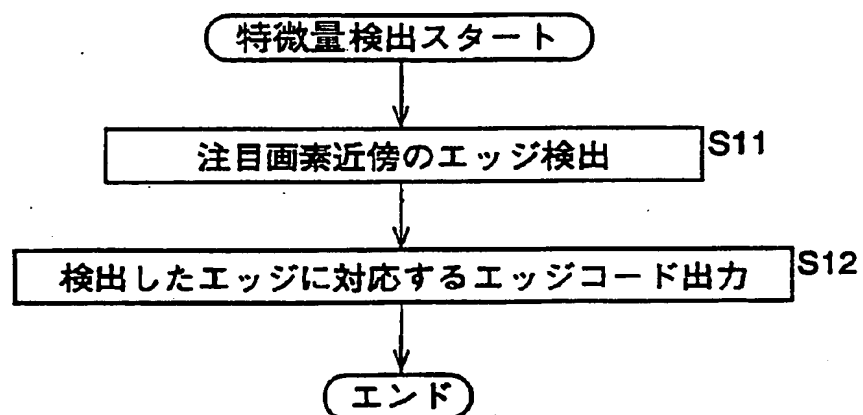 特微量検出スタート
注目画素近傍のエッジ検出
S11
検出したエッジに対応するエッジコード出力
S12
エンド